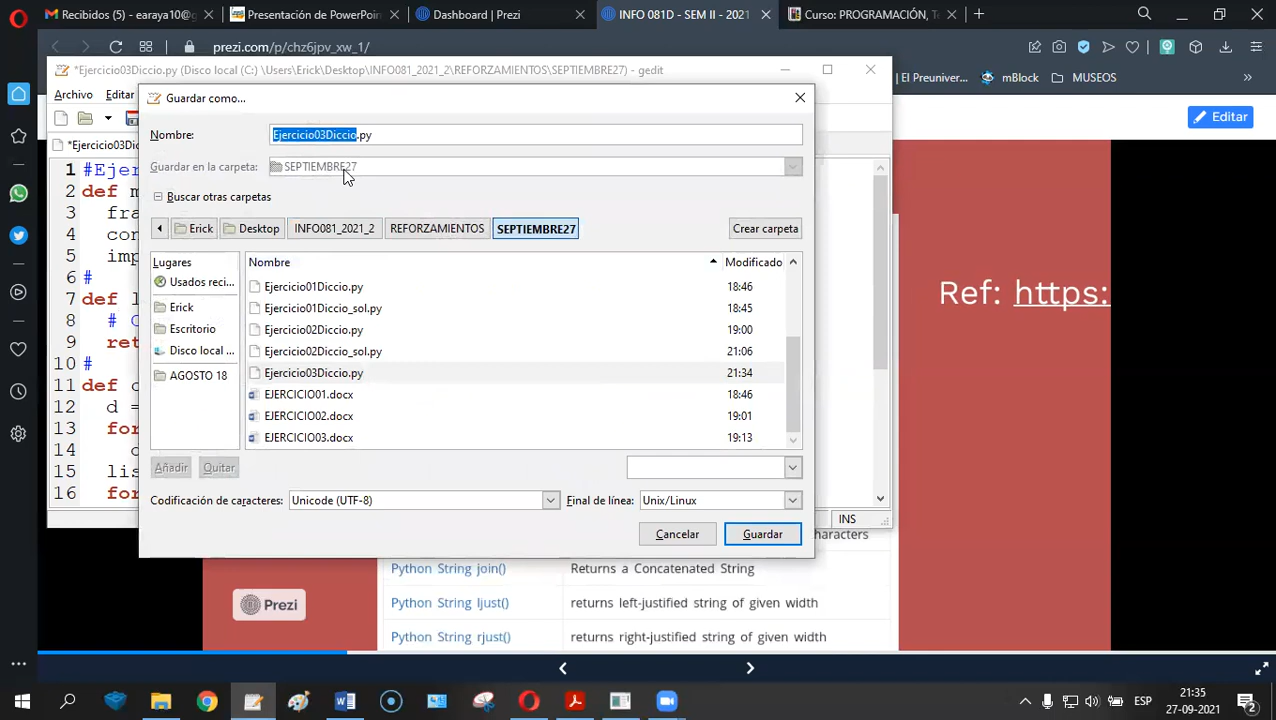 Recibidos (5) - earaya10@g
Presentación de PowerPoin
Dashboard | Prezi
INFO 081D - SEM II - 2021
Curso: PROGRAMACIÓN, Te
prezi.com/p/chz6jpv_xw_1/
*Ejercicio03Diccio.py (Disco local (C:) \Users\Erick\Desktop\INFO081_2021_2\REFORZAMIENTOS\SEPTIEMBRE27) - gedit
El Preuniver...
mBlock
MUSEOS
Archivo
Editar
Guardar como...
Editar
Nombre:
Ejercicio03Diccio.py
*Ejercicio03Dic
Guardar en la carpeta:
SEPTIEMBRE27
Buscar otras carpetas
Erick
Desktop
INFO081_2021_2
REFORZAMIENTOS
SEPTIEMBRE27
Crear carpeta
Lugares
Nombre
Modificado
Usados reci...
Erick
Escritorio
Disco local ...
AGOSTO 18
Ejercicio01Diccio.py 18:46
Ejercicio01Diccio_sol.py 18:45
Ejercicio02Diccio.py 19:00
Ejercicio02Diccio_sol.py 21:06
Ejercicio03Diccio.py 21:34
EJERCICIO01.docx 18:46
EJERCICIO02.docx 19:01
EJERCICIO03.docx 19:13
Añadir
Quitar
Codificación de caracteres:
Unicode (UTF-8)
Final de línea:
Unix/Linux
Cancelar
Guardar
1 #Ejer
2 def m
3 fra
4 con
5 imp
6 #
7 def l
8 # C
9 ret
10 #
11 def c
12 d =
13 for
14
15 lis
16 for
INS
Ref: https:
characters
Python String join() Returns a Concatenated String
Python String ljust() returns left-justified string of given width
Python String rjust() returns right-justified string of given width
Prezi
ESP
21:35
27-09-2021
2